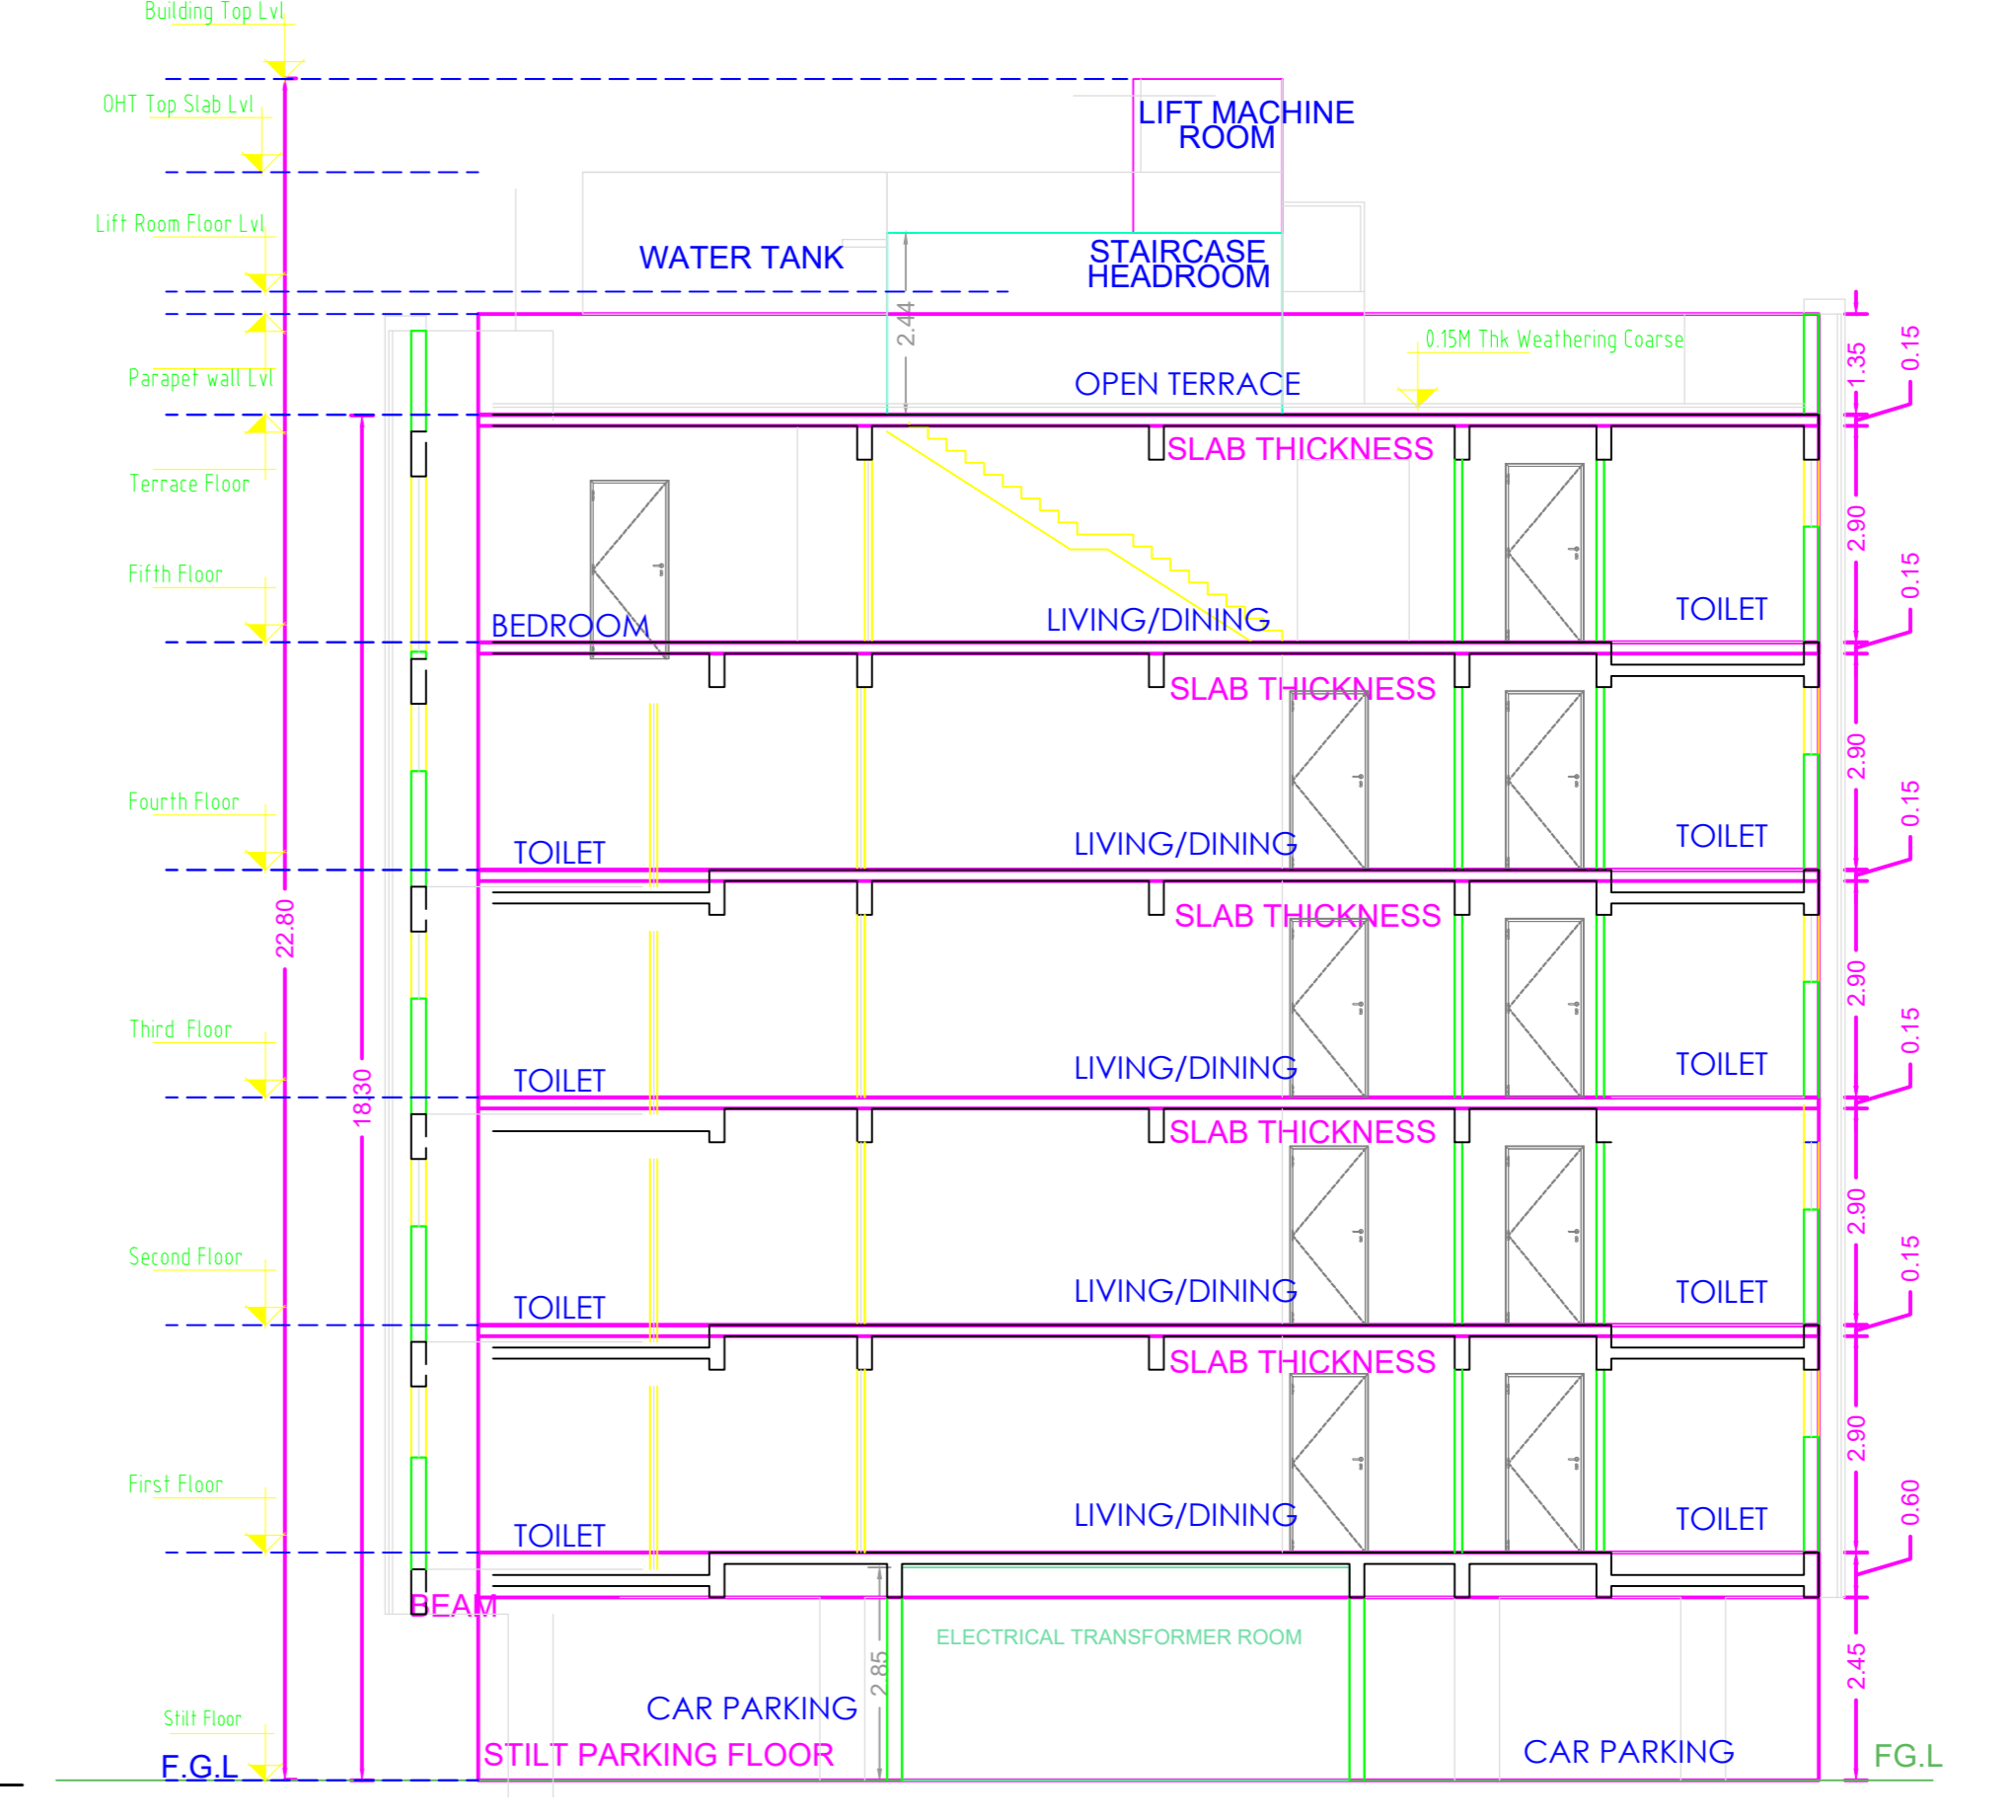 Building Top Lvl
OHT Top Slab Lvl
LIFT MACHINE
ROOM
Lift Room Floor Lvl
WATER TANK
STAIRCASE
HEADROOM
2.44
0.15M Thk Weathering Coarse
1.35
0.15
Parapet wall Lvl
OPEN TERRACE
SLAB THICKNESS
Terrace Floor
2.90
0.15
Fifth Floor
BEDROOM
LIVING/DINING
TOILET
SLAB THICKNESS
2.90
0.15
Fourth Floor
TOILET
LIVING/DINING
TOILET
22.80
SLAB THICKNESS
2.90
0.15
Third Floor
TOILET
LIVING/DINING
TOILET
18.30
SLAB THICKNESS
2.90
0.15
Second Floor
TOILET
LIVING/DINING
TOILET
SLAB THICKNESS
2.90
0.60
First Floor
TOILET
LIVING/DINING
TOILET
BEAM
ELECTRICAL TRANSFORMER ROOM
2.85
2.45
CAR PARKING
Stilt Floor
STILT PARKING FLOOR
CAR PARKING
F.G.L
FG.L